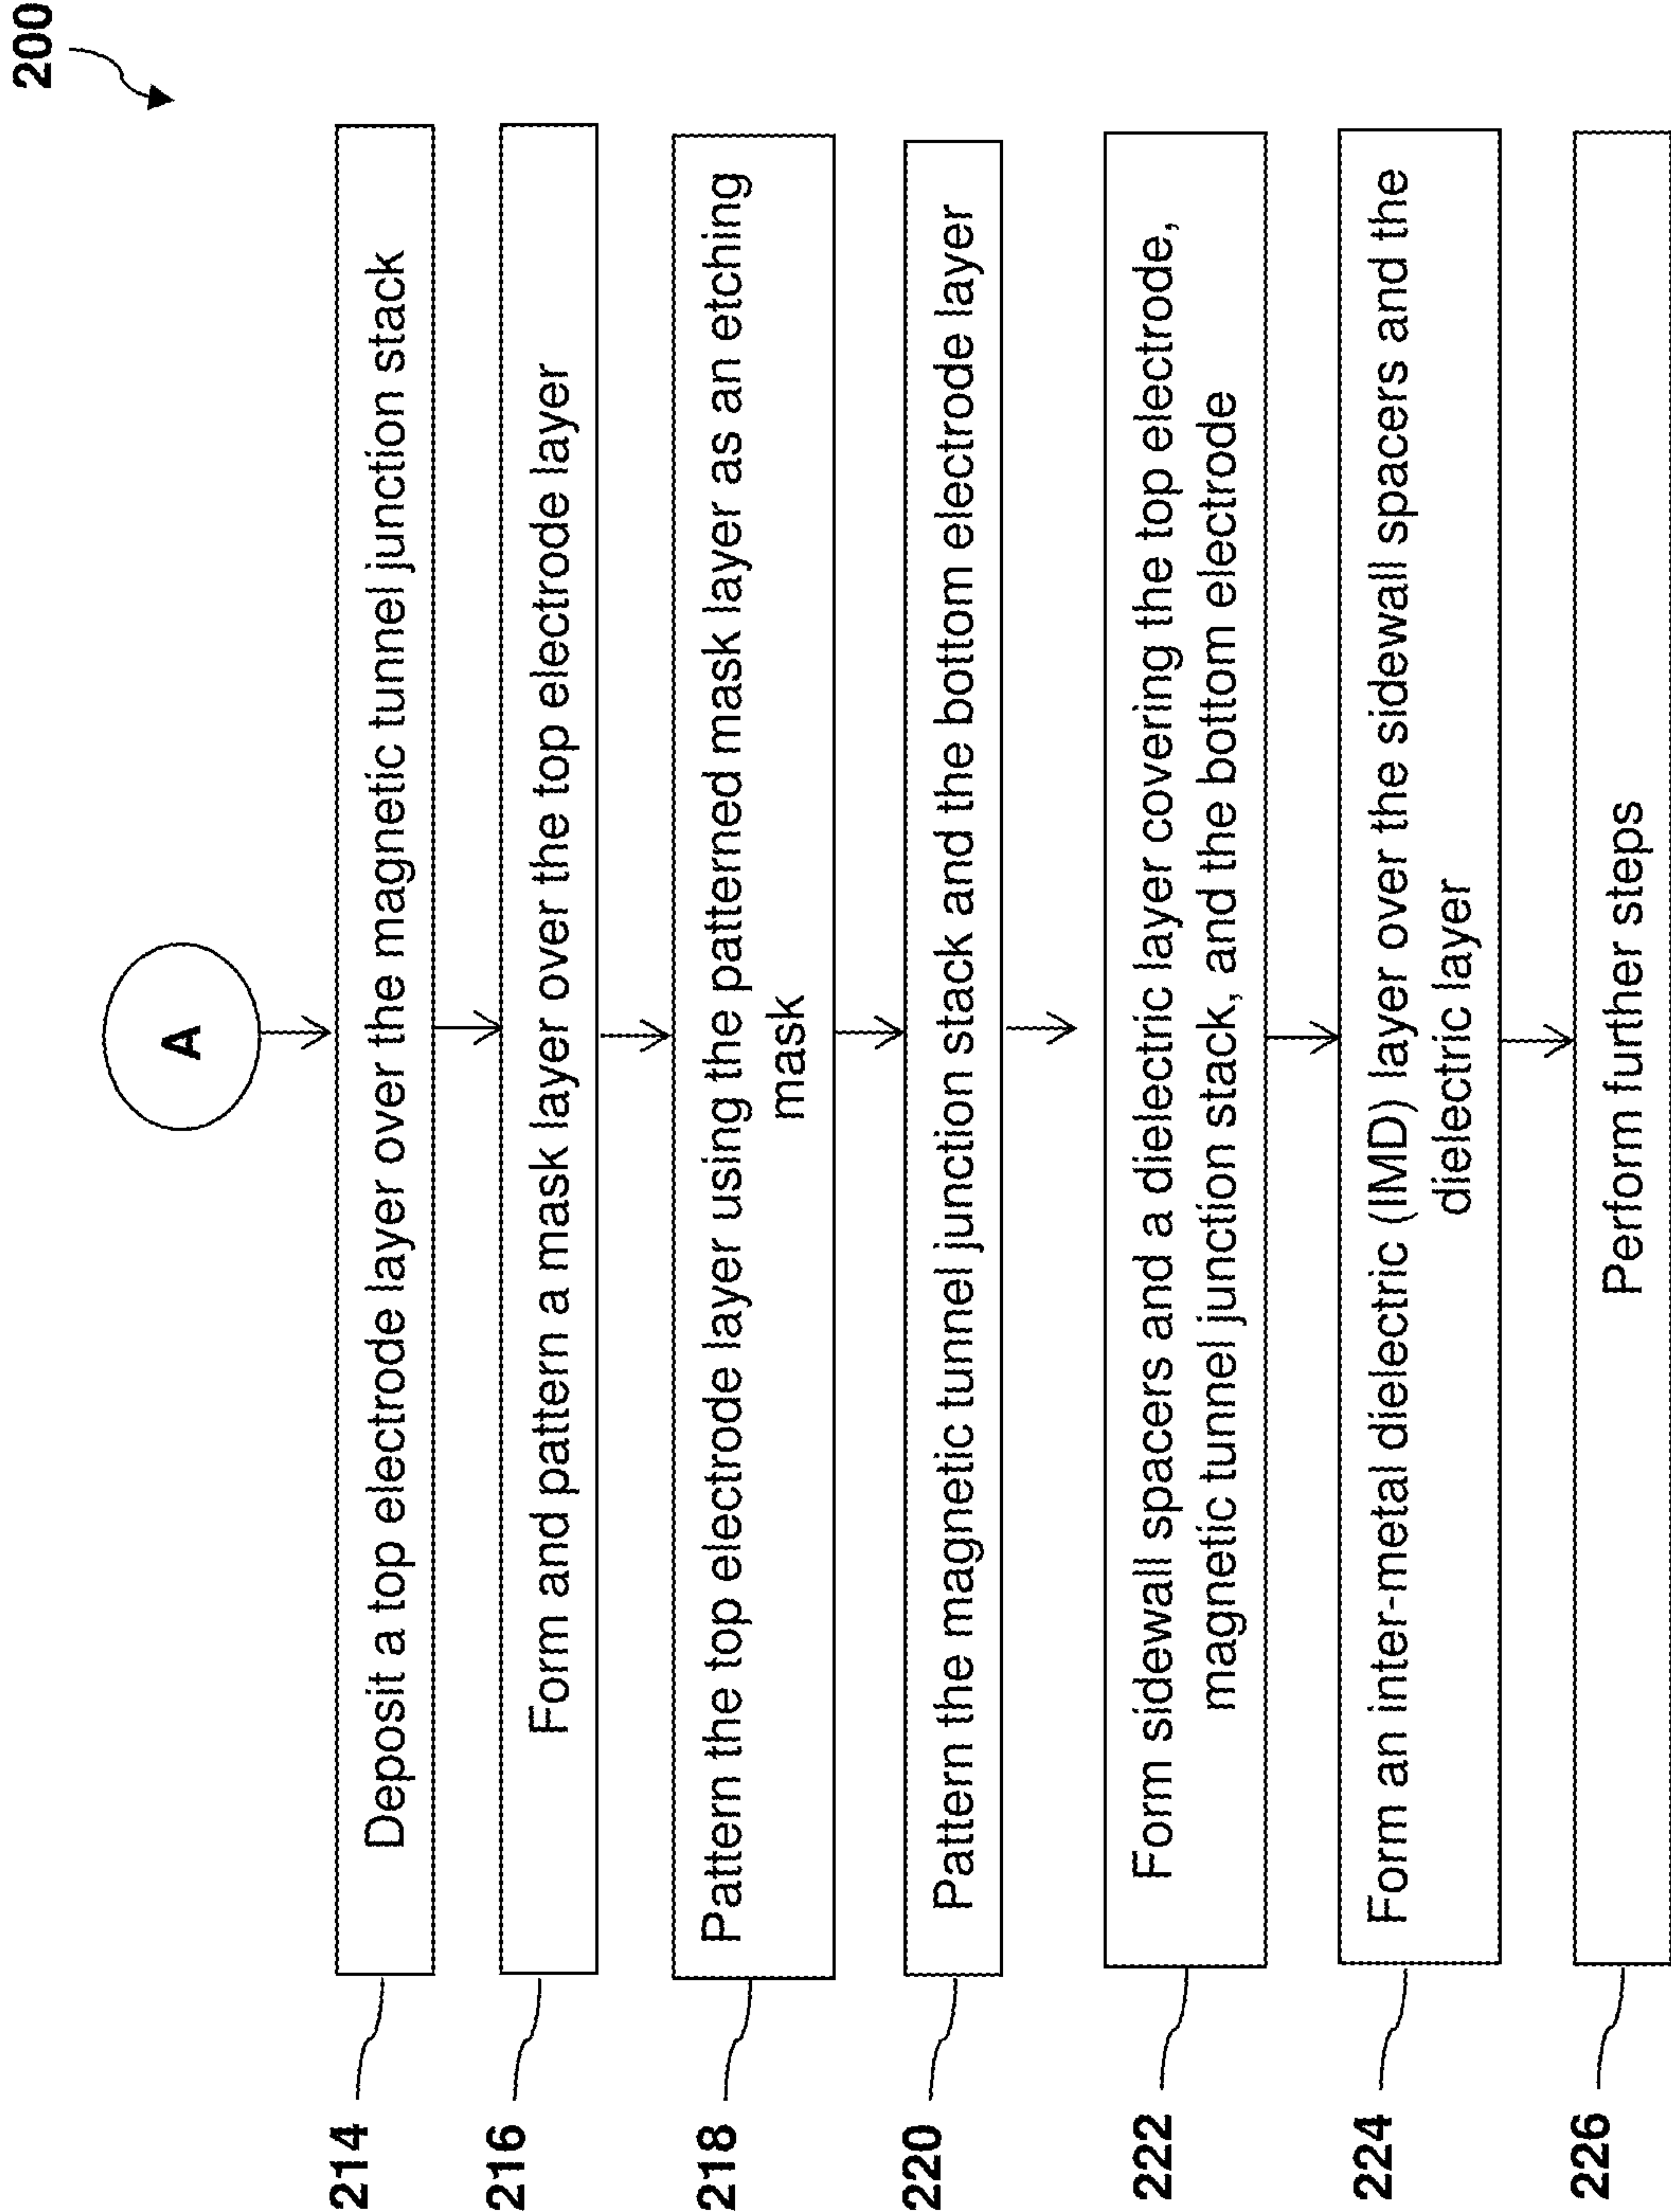 200
A
214
Deposit a top electrode layer over the magnetic tunnel junction stack
216
Form and pattern a mask layer over the top electrode layer
218
Pattern the top electrode layer using the patterned mask layer as an etching
mask
220
Pattern the magnetic tunnel junction stack and the bottom electrode layer
222
Form sidewall spacers and a dielectric layer covering the top electrode,
magnetic tunnel junction stack, and the bottom electrode
224
Form an inter-metal dielectric (IMD) layer over the sidewall spacers and the
dielectric layer
226
Perform further steps